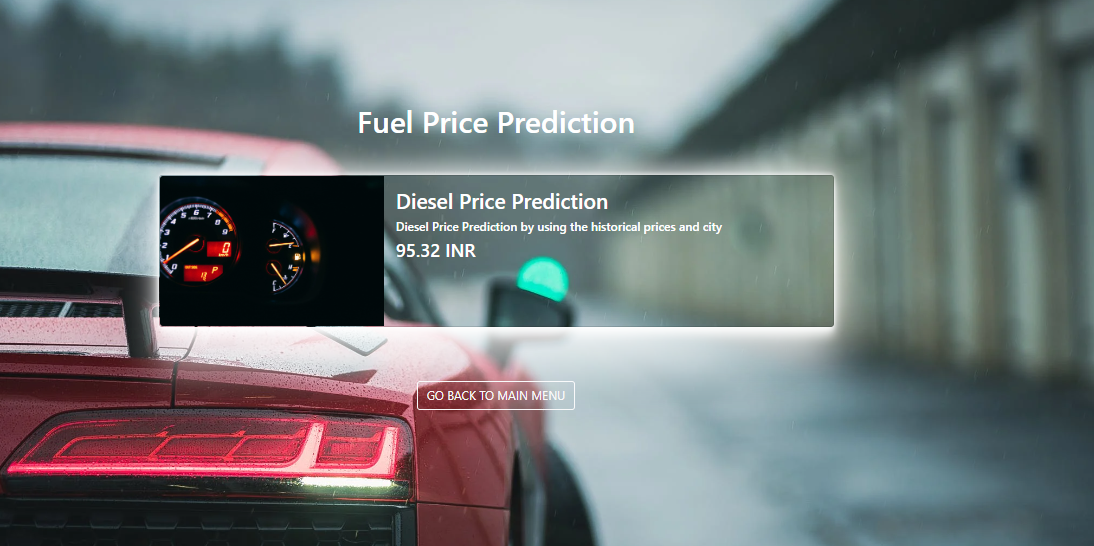 Fuel Price Prediction
Diesel Price Prediction
Diesel Price Prediction by using the historical prices and city
95.32 INR
GO BACK TO MAIN MENU